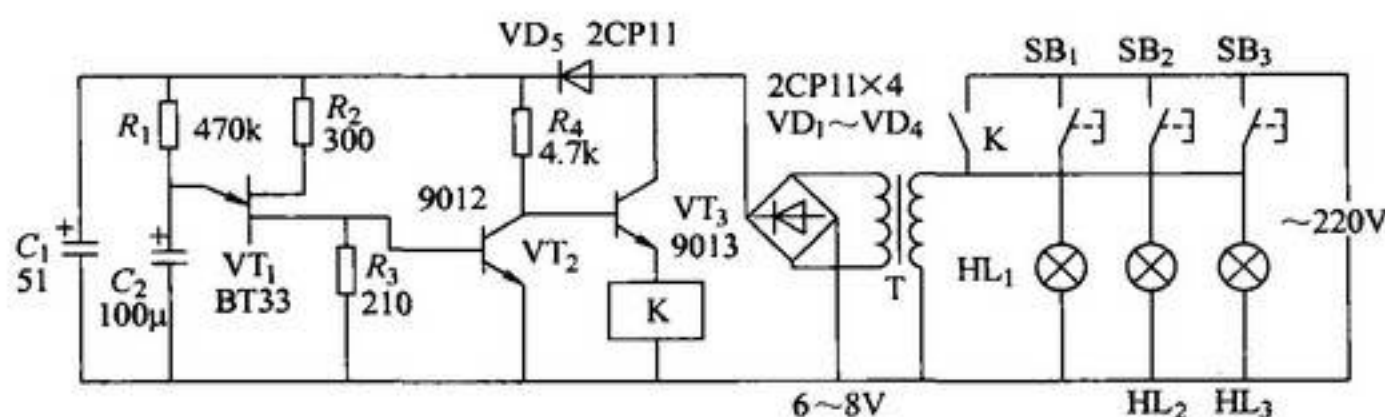 VD₅ 2CP11
SB₁ SB₂ SB₃
2CP11×4
VD₁～VD₄
R₁ 470k
R₂
300
R₄
4.7k
K
9012
VT₃
9013
～220V
C₁
51
C₂
100μ
VT₁
BT33
R₃
210
VT₂
K
T
HL₁
6～8V
HL₂ HL₃